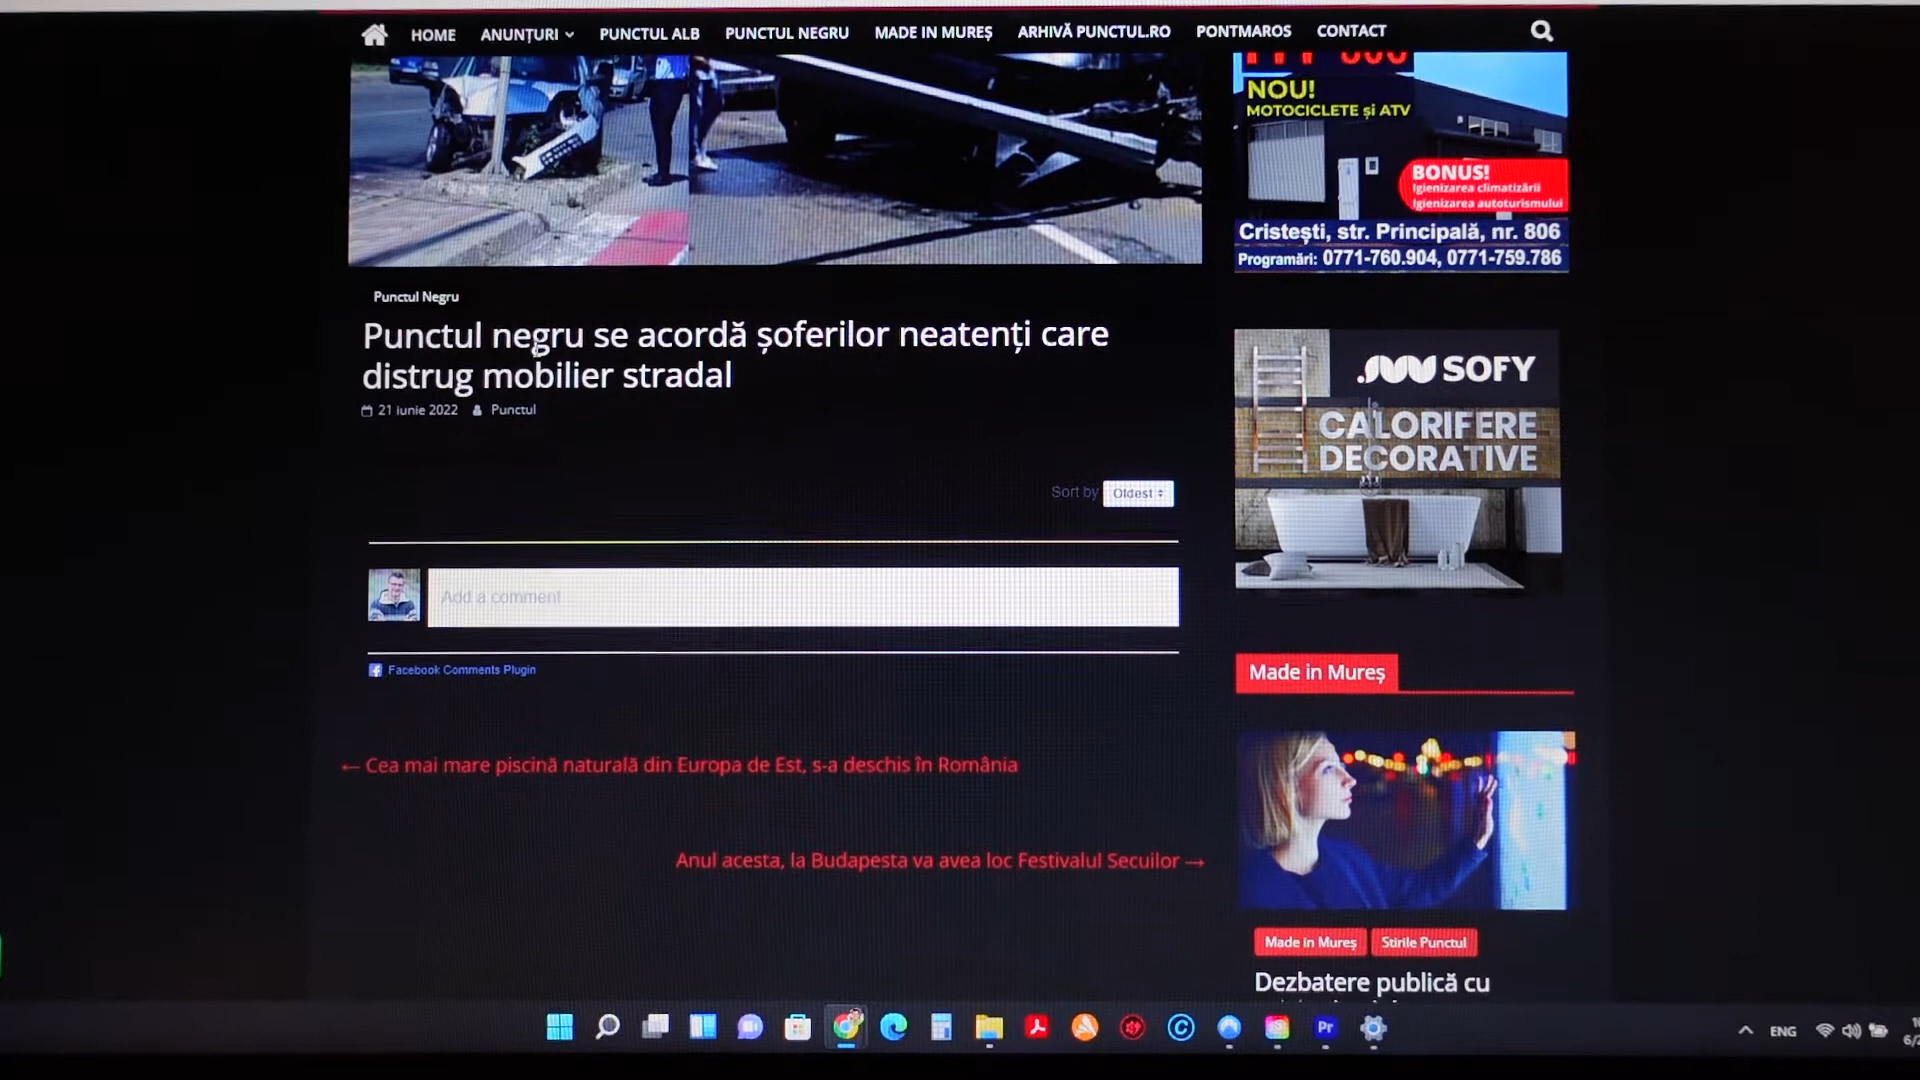 HOME ANUNȚURI PUNCTUL ALB PUNCTUL NEGRU MADE IN MUREȘ ARHIVĂ PUNCTUL.RO PONTMAROS CONTACT
NOU!
MOTOCICLETE și ATV
BONUS!
Igienizarea climatizării
Igienizarea autoturismului
Cristești, str. Principală, nr. 806
Programări: 0771-760.904, 0771-759.786
Punctul Negru
Punctul negru se acordă șoferilor neatenți care
distrug mobilier stradal
21 iunie 2022 Punctul
SOFY
CALORIFERE
DECORATIVE
Sort by Oldest
Add a comment
Facebook Comments Plugin
Made in Mureș
← Cea mai mare piscină naturală din Europa de Est, s-a deschis în România
Anul acesta, la Budapesta va avea loc Festivalul Secuilor →
Made in Mureș Stirile Punctul
Dezbatere publică cu
Pr
ENG